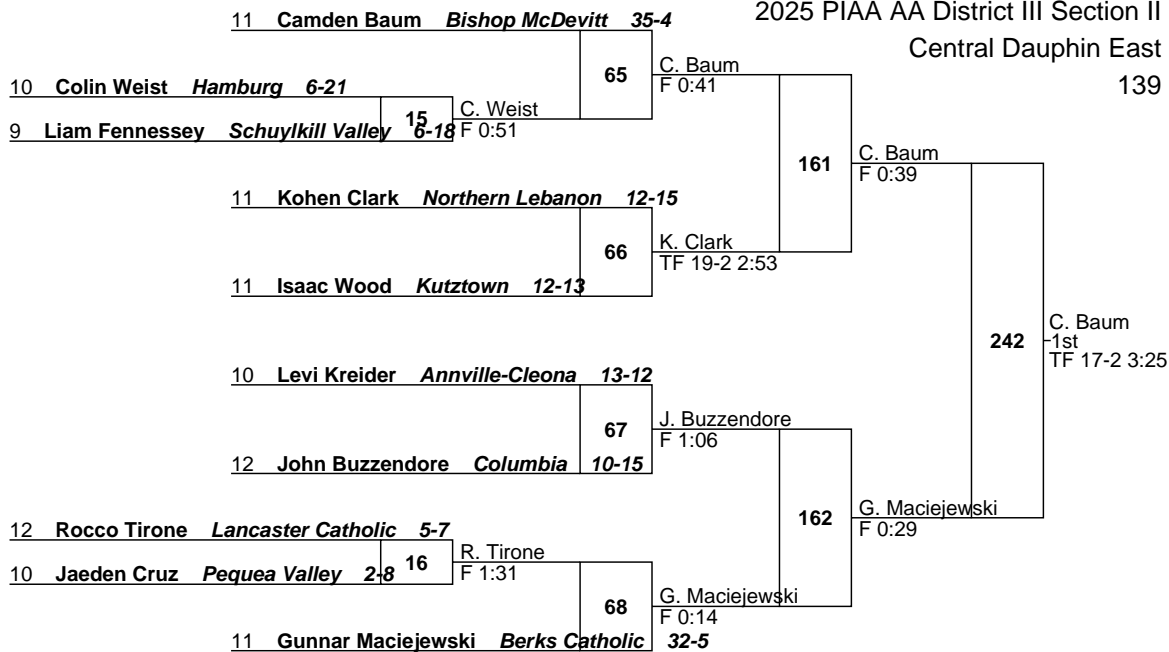 2025 PIAA AA District III Section II
Central Dauphin East
139
11 Camden Baum Bishop McDevitt 35-4
65
C. Baum
F 0:41
10 Colin Weist Hamburg 6-21
15
C. Weist
F 0:51
9 Liam Fennessey Schuylkill Valley 6-18
161
C. Baum
F 0:39
11 Kohen Clark Northern Lebanon 12-15
66
K. Clark
TF 19-2 2:53
11 Isaac Wood Kutztown 12-13
242
C. Baum
1st
TF 17-2 3:25
10 Levi Kreider Annville-Cleona 13-12
67
J. Buzzendore
F 1:06
12 John Buzzendore Columbia 10-15
162
G. Maciejewski
F 0:29
12 Rocco Tirone Lancaster Catholic 5-7
16
R. Tirone
F 1:31
10 Jaeden Cruz Pequea Valley 2-8
68
G. Maciejewski
F 0:14
11 Gunnar Maciejewski Berks Catholic 32-5